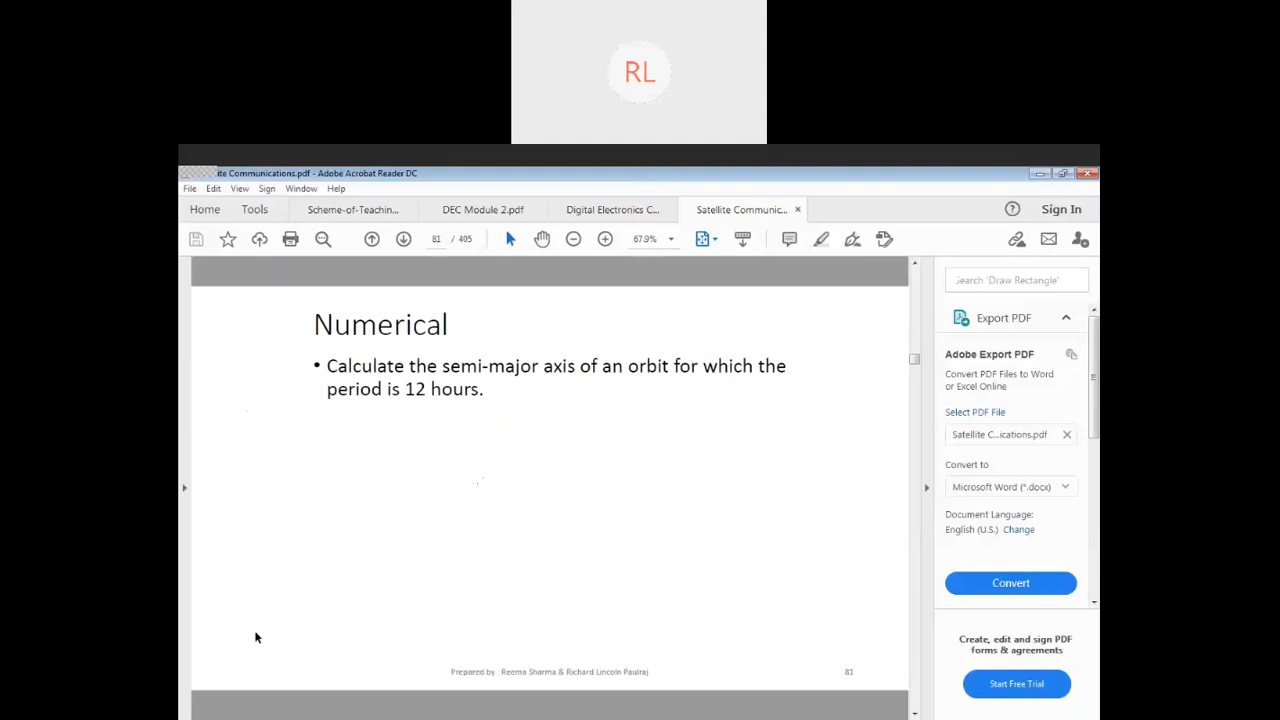 RL
ite Communications.pdf - Adobe Acrobat Reader DC
File Edit View Sign Window Help
Home Tools Scheme-of-Teachin... DEC Module 2.pdf Digital Electronics C... Satellite Communic... × Sign In
81 / 405 67.9%
Search 'Draw Rectangle'
Numerical
• Calculate the semi-major axis of an orbit for which the
period is 12 hours.
Prepared by : Reema Sharma & Richard Lincoln Paulraj 81
Export PDF
Adobe Export PDF
Convert PDF Files to Word
or Excel Online
Select PDF File
Satellite C...ications.pdf
Convert to
Microsoft Word (*.docx)
Document Language:
English (U.S.) Change
Convert
Create, edit and sign PDF
forms & agreements
Start Free Trial